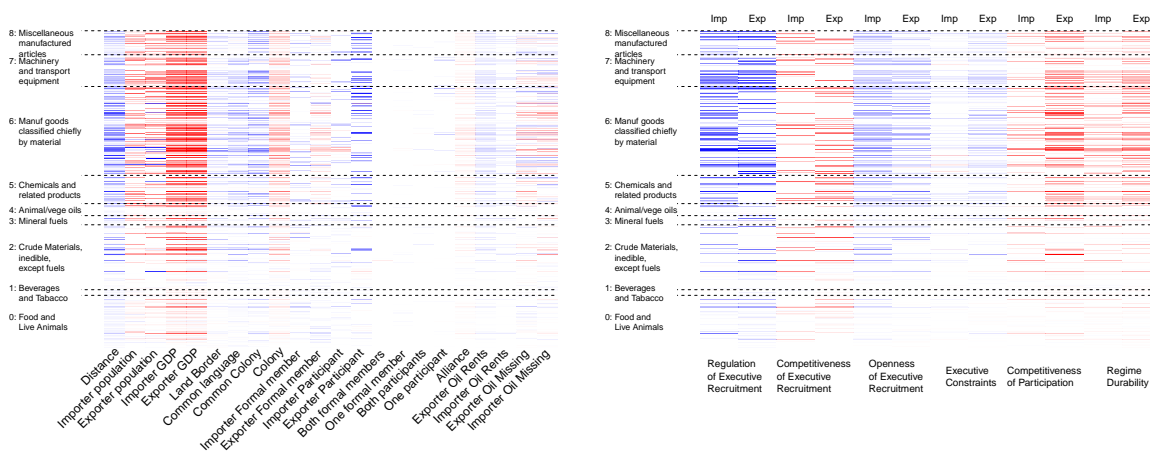 8: Miscellaneous
manufactured
articles
7: Machinery
and transport
equipment
6: Manuf goods
classified chiefly
by material
5: Chemicals and
related products
4: Animal/vege oils
3: Mineral fuels
2: Crude Materials,
inedible,
except fuels
1: Beverages
and Tabacco
0: Food and
Live Animals
Distance
Importer population
Exporter population
Importer GDP
Exporter GDP
Land Border
Common language
Common Colony
Colony
Importer Formal member
Exporter Formal member
Importer Participant
Exporter Participant
Both formal members
One formal member
Both participants
One participant
Alliance
Exporter Oil Rents
Importer Oil Rents
Exporter Oil Missing
Importer Oil Missing
Imp Exp Imp Exp Imp Exp Imp Exp Imp Exp Imp Exp
8: Miscellaneous
manufactured
articles
7: Machinery
and transport
equipment
6: Manuf goods
classified chiefly
by material
5: Chemicals and
related products
4: Animal/vege oils
3: Mineral fuels
2: Crude Materials,
inedible,
except fuels
1: Beverages
and Tabacco
0: Food and
Live Animals
Regulation
of Executive
Recruitment
Competitiveness
of Executive
Recruitment
Openness
of Executive
Recruitment
Executive
Constraints
Competitiveness
of Participation
Regime
Durability